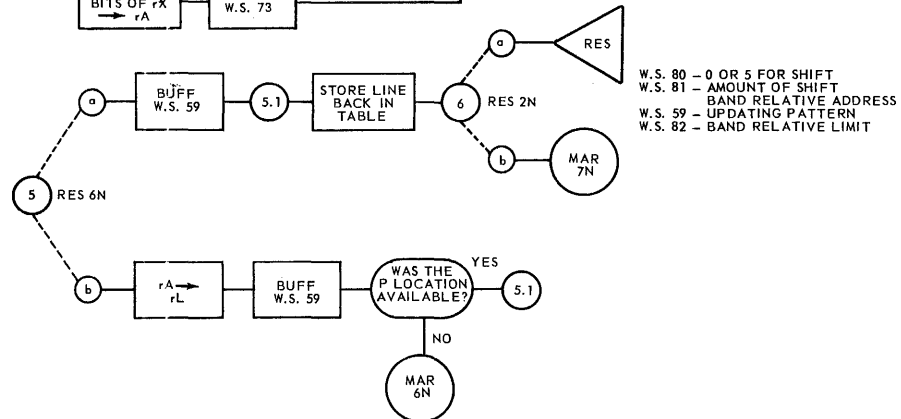 BITS OF rX
→ rA
W.S. 73
a
RES
a
BUFF
W.S. 59
5.1
STORE LINE
BACK IN
TABLE
6
RES 2N
W.S. 80 – 0 OR 5 FOR SHIFT
W.S. 81 – AMOUNT OF SHIFT
BAND RELATIVE ADDRESS
W.S. 59 – UPDATING PATTERN
W.S. 82 – BAND RELATIVE LIMIT
b
MAR
7N
5
RES 6N
b
rA→
rL
BUFF
W.S. 59
WAS THE
P LOCATION
AVAILABLE?
YES
5.1
NO
MAR
6N